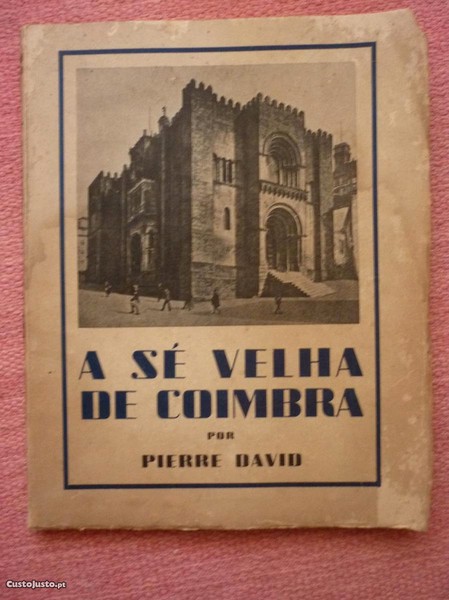 A SÉ VELHA
DE COIMBRA
POR
PIERRE DAVID
CustoJusto.pt